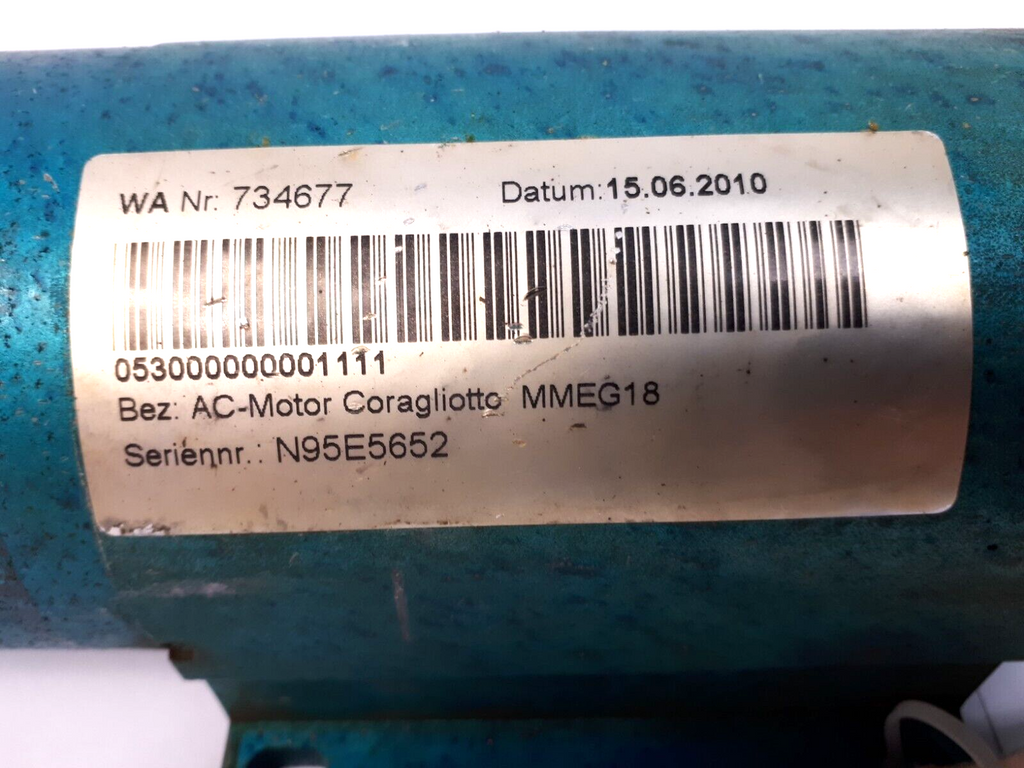 WA Nr: 734677 Datum:15.06.2010
053000000001111
Bez: AC-Motor Coragliotto MMEG18
Seriennr.: N95E5652